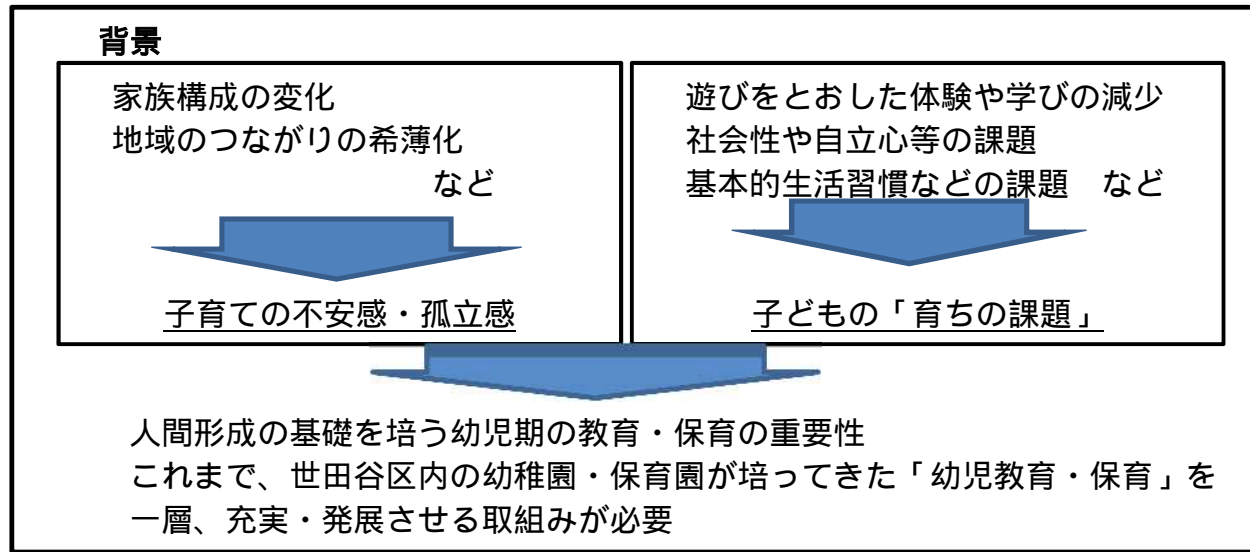 背景
家族構成の変化
地域のつながりの希薄化
など
子育ての不安感・孤立感
遊びをとおした体験や学びの減少
社会性や自立心等の課題
基本的生活習慣などの課題　など
子どもの「育ちの課題」
人間形成の基礎を培う幼児期の教育・保育の重要性
これまで、世田谷区内の幼稚園・保育園が培ってきた「幼児教育・保育」を
一層、充実・発展させる取組みが必要